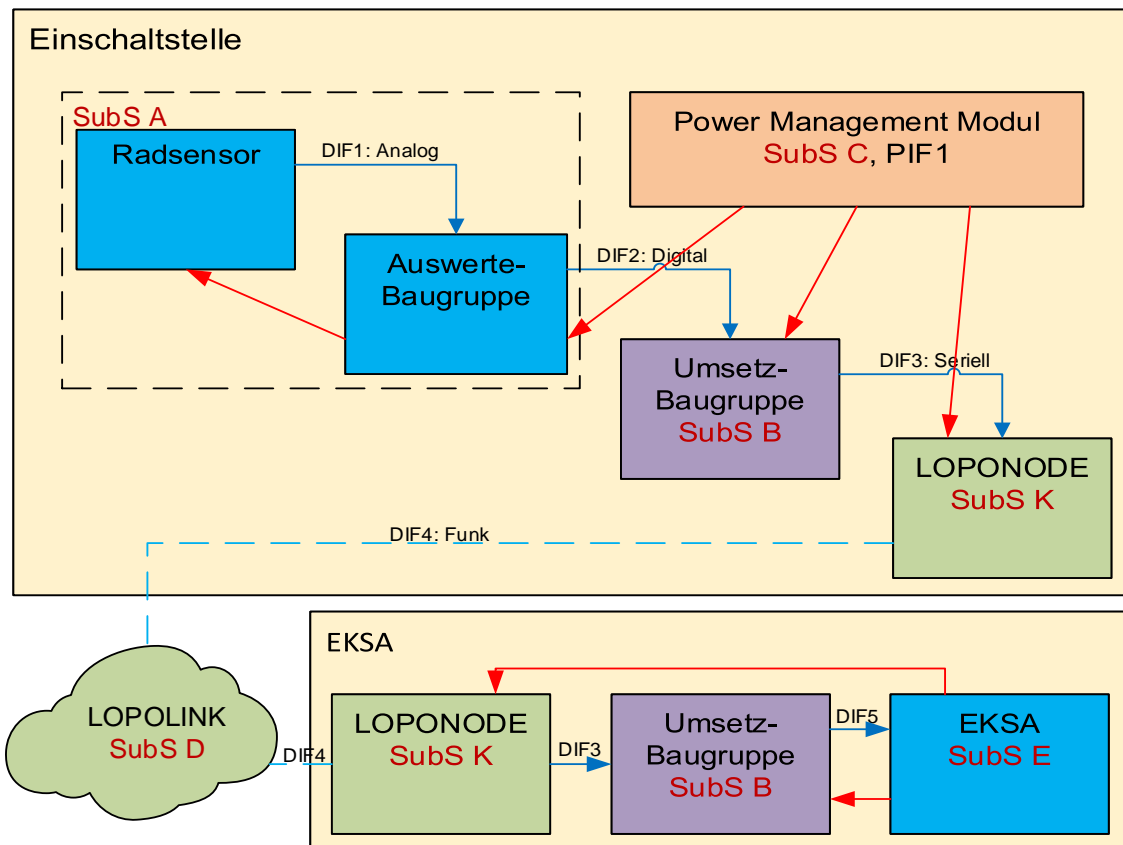 Einschaltstelle
SubS A
Radsensor
DIF1: Analog
Auswerte-
Baugruppe
Power Management Modul
SubS C, PIF1
DIF2: Digital
Umsetz-
Baugruppe
SubS B
DIF3: Seriell
LOPONODE
SubS K
DIF4: Funk
LOPOLINK
SubS D
DIF4
EKSA
LOPONODE
SubS K
DIF3
Umsetz-
Baugruppe
SubS B
DIF5
EKSA
SubS E